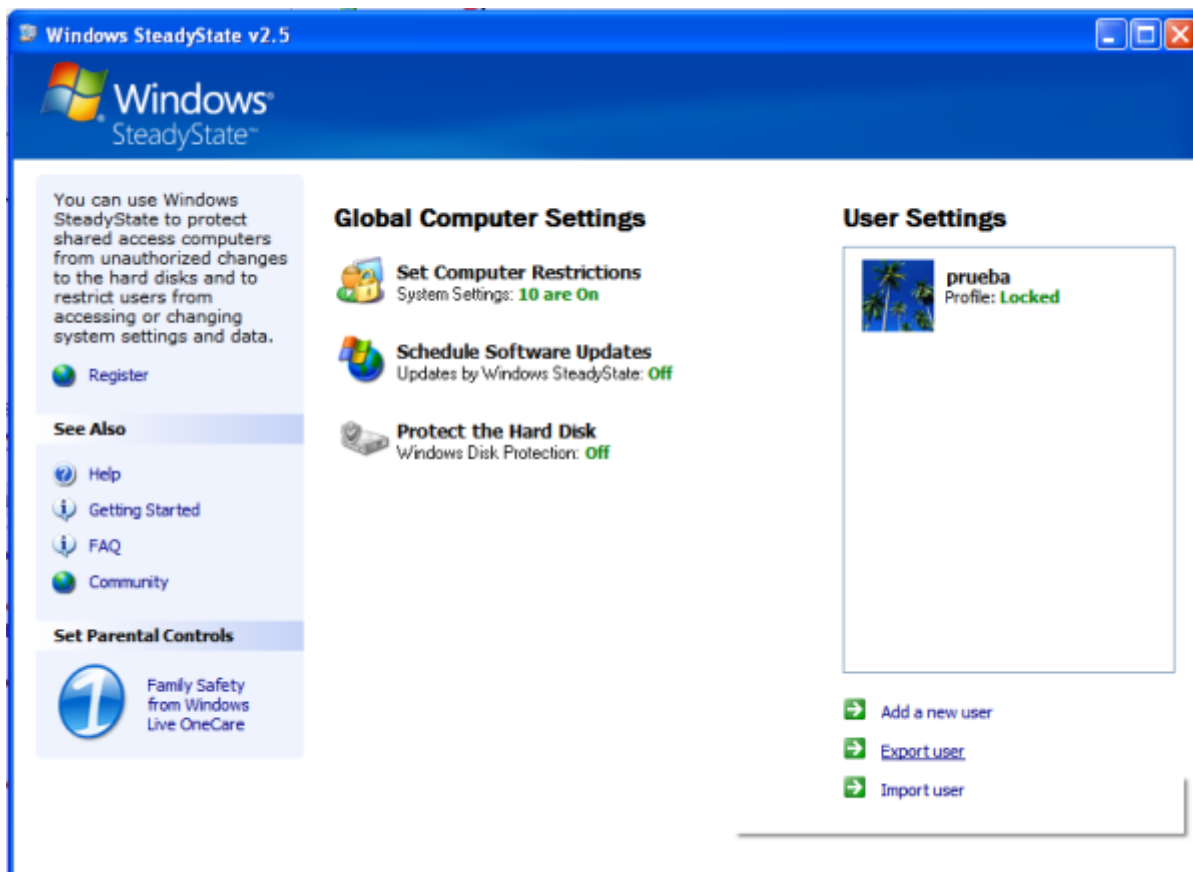 Windows SteadyState v2.5
Windows®
SteadyState™
You can use Windows
SteadyState to protect
shared access computers
from unauthorized changes
to the hard disks and to
restrict users from
accessing or changing
system settings and data.
Register
See Also
Help
Getting Started
FAQ
Community
Set Parental Controls
Family Safety
from Windows
Live OneCare
Global Computer Settings
Set Computer Restrictions
System Settings: 10 are On
Schedule Software Updates
Updates by Windows SteadyState: Off
Protect the Hard Disk
Windows Disk Protection: Off
User Settings
prueba
Profile: Locked
Add a new user
Export user
Import user